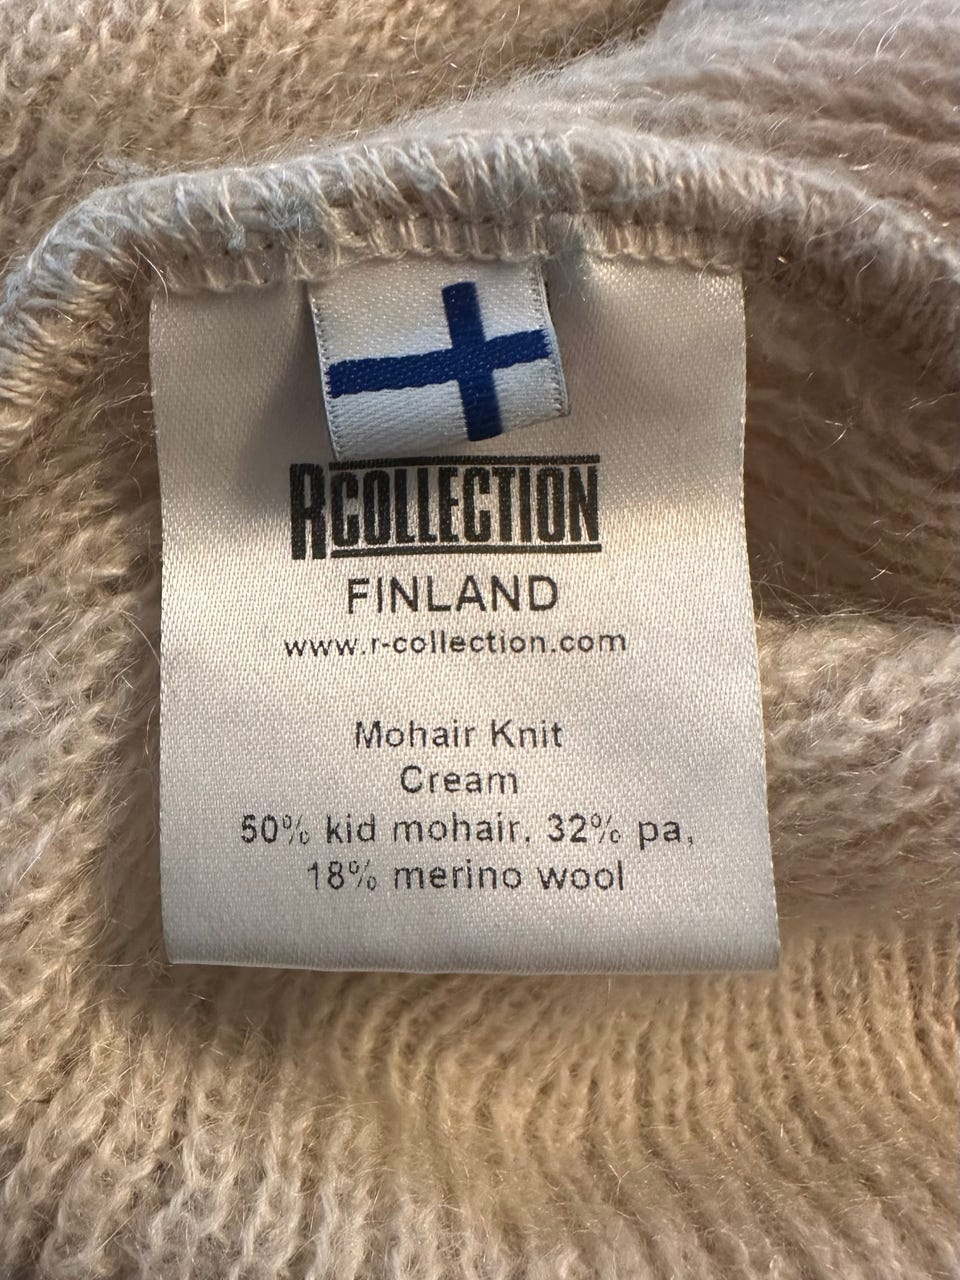 RCOLLECTION
FINLAND
www.r-collection.com
Mohair Knit
Cream
50% kid mohair, 32% pa,
18% merino wool